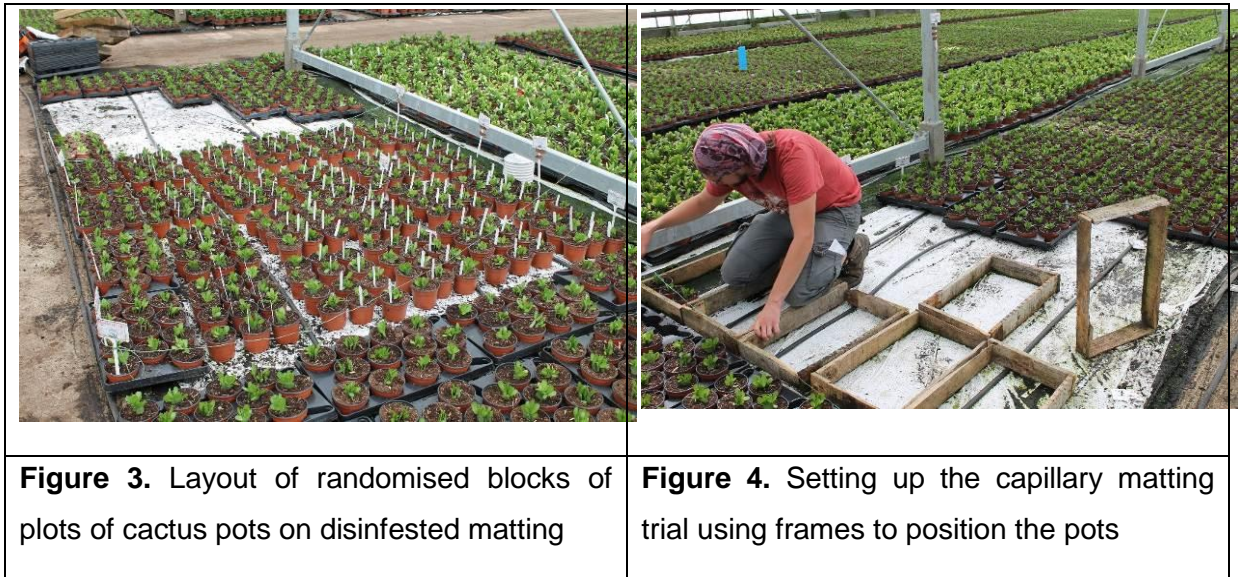 Figure 3. Layout of randomised blocks of
plots of cactus pots on disinfested matting
Figure 4. Setting up the capillary matting
trial using frames to position the pots